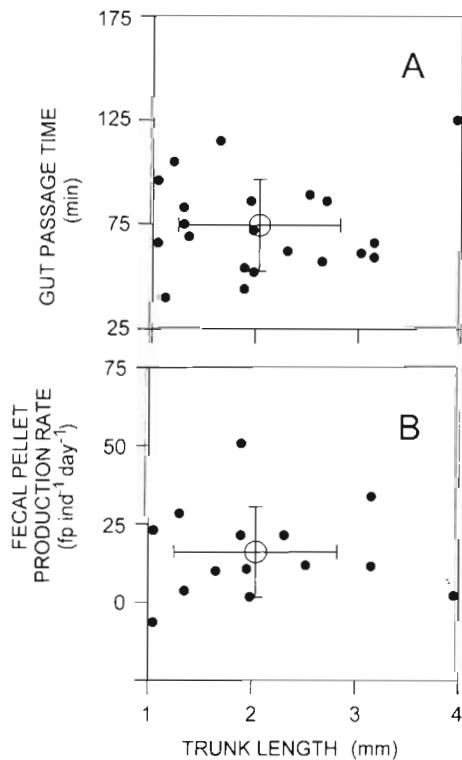 175
A
125
75
25
GUT PASSAGE TIME
(min)
75
B
50
25
0
FECAL PELLET
PRODUCTION RATE
(fp ind⁻¹ day⁻¹)
1 2 3 4
TRUNK LENGTH (mm)